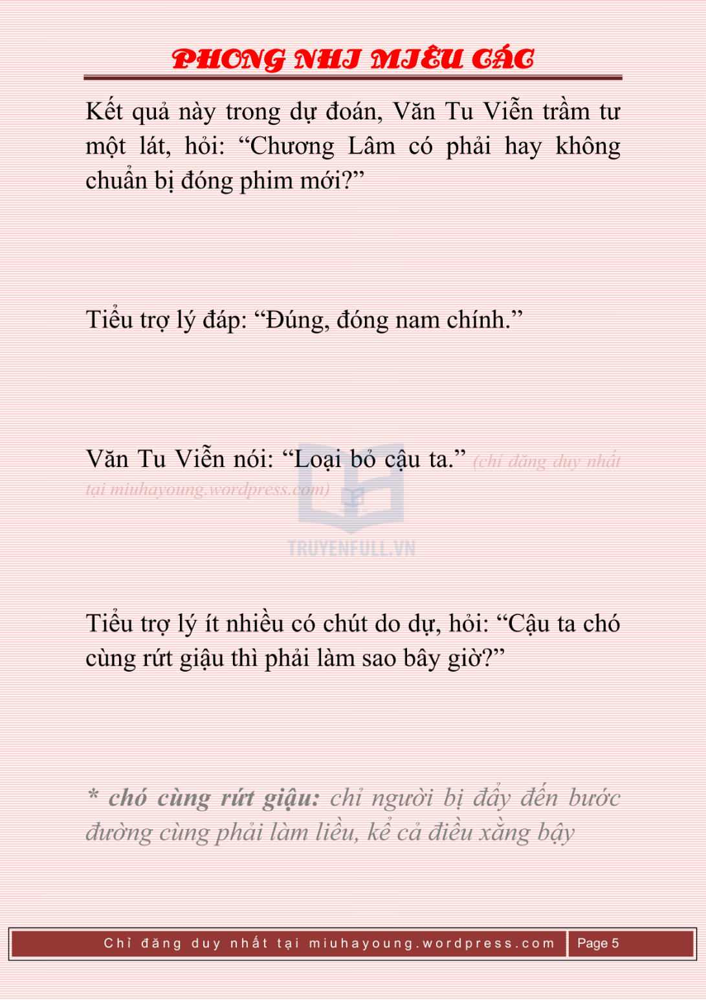 PHONG NHI MIÊU CÁC
Kết quả này trong dự đoán, Văn Tu Viễn trầm tư
một lát, hỏi: “Chương Lâm có phải hay không
chuẩn bị đóng phim mới?”
Tiểu trợ lý đáp: “Đúng, đóng nam chính.”
Văn Tu Viễn nói: “Loại bỏ cậu ta.” (chỉ đăng duy nhất
tại miuhayoung.wordpress.com)
TRUYENFULL.VN
Tiểu trợ lý ít nhiều có chút do dự, hỏi: “Cậu ta chó
cùng rứt giậu thì phải làm sao bây giờ?”
* chó cùng rứt giậu: chỉ người bị đẩy đến bước
đường cùng phải làm liều, kể cả điều xằng bậy
Chỉ đăng duy nhất tại miuhayoung.wordpress.com Page 5